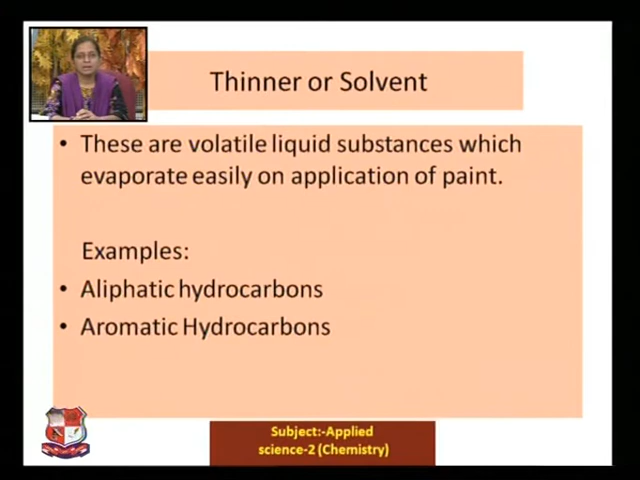 Thinner or Solvent
• These are volatile liquid substances which
evaporate easily on application of paint.
Examples:
• Aliphatic hydrocarbons
• Aromatic Hydrocarbons
Subject:-Applied
science-2 (Chemistry)